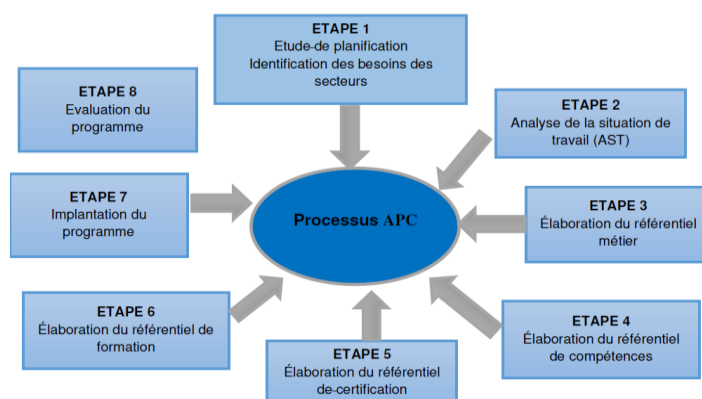 ETAPE 1
Etude-de planification
Identification des besoins des
secteurs
ETAPE 2
Analyse de la situation de
travail (AST)
ETAPE 3
Élaboration du référentiel
métier
ETAPE 4
Élaboration du référentiel
de compétences
ETAPE 5
Élaboration du référentiel
de-certification
ETAPE 6
Élaboration du référentiel de
formation
ETAPE 7
Implantation du
programme
ETAPE 8
Evaluation du
programme
Processus APC